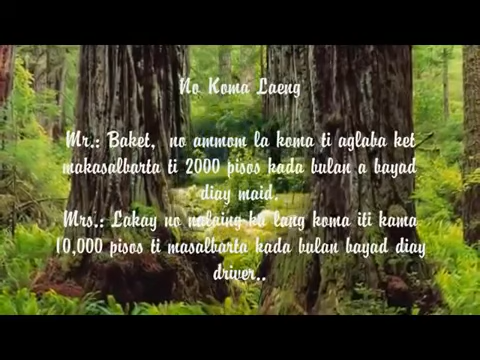 No Koma Laeng
Mr.: Baket, no ammom la koma ti aglaba ket
makasalbarta ti 2000 pisos kada bulan a bayad
diay maid.
Mrs.: Lakay no nalaing ka lang koma iti kama
10,000 pisos ti masalbarta kada bulan bayad diay
driver..